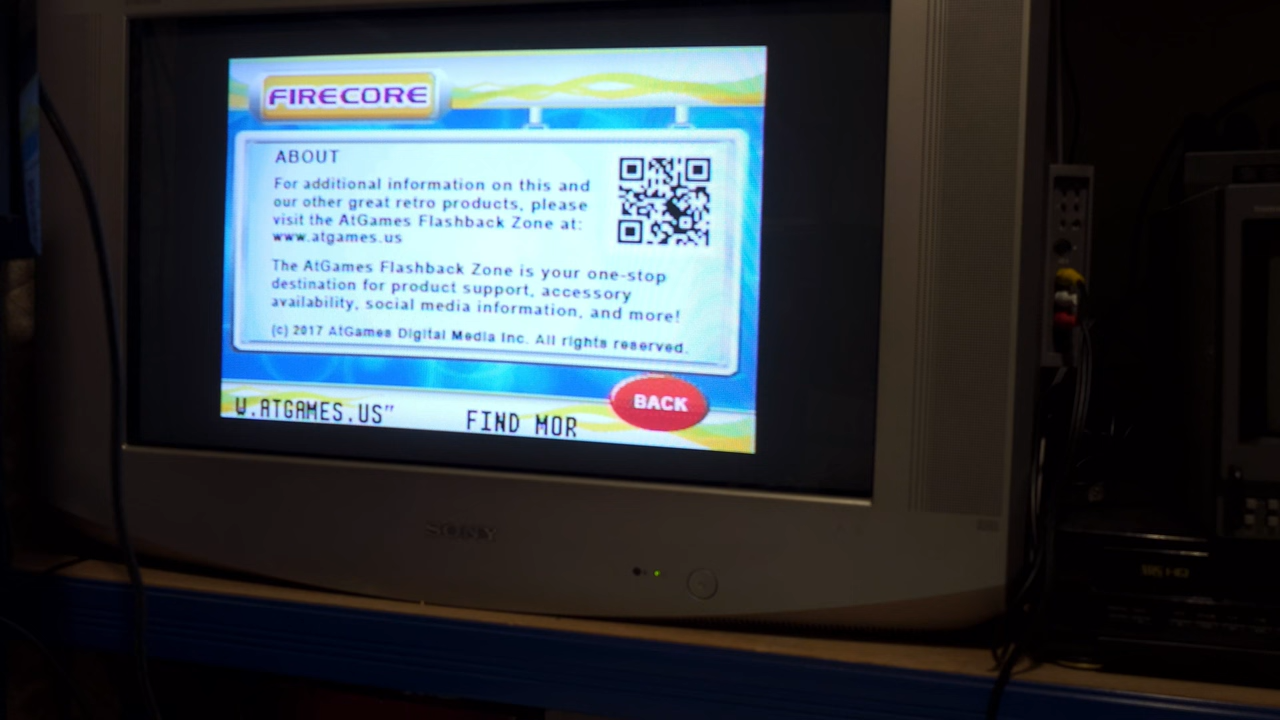 FIRECORE
ABOUT
For additional information on this and
our other great retro products, please
visit the AtGames Flashback Zone at:
www.atgames.us
The AtGames Flashback Zone is your one-stop
destination for product support, accessory
availability, social media information, and more!
(c) 2017 AtGames Digital Media Inc. All rights reserved.
BACK
W.ATGAMES.US" FIND MOR
SONY